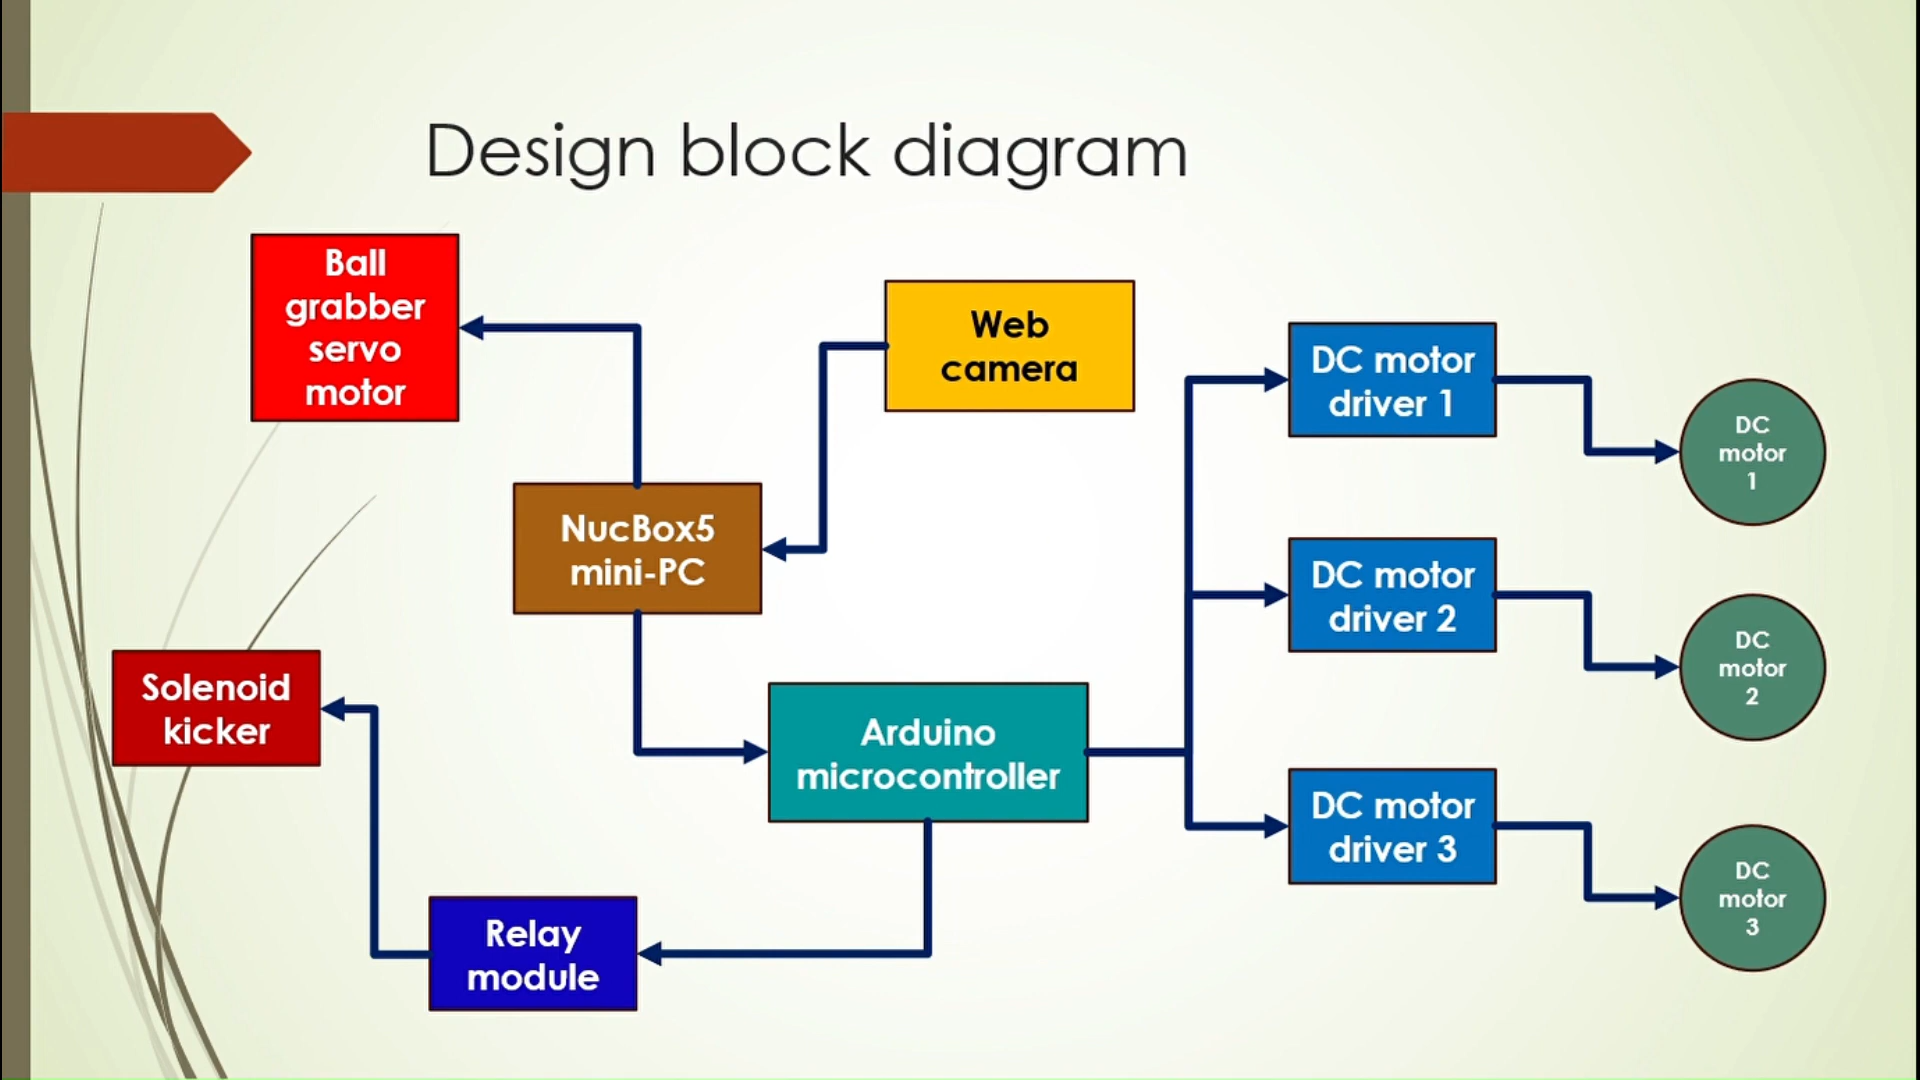 Design block diagram
Ball
grabber
servo
motor
Web
camera
DC motor
driver 1
DC
motor
1
NucBox5
mini-PC
DC motor
driver 2
DC
motor
2
Solenoid
kicker
Arduino
microcontroller
DC motor
driver 3
DC
motor
3
Relay
module